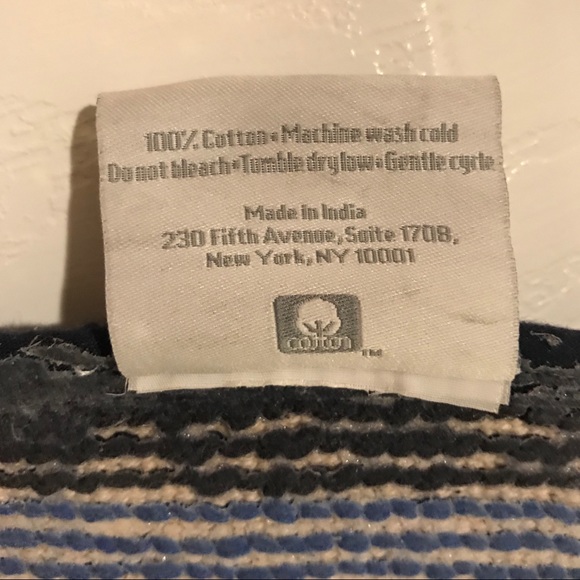 100% Cotton • Machine wash cold
Do not bleach • Tumble dry low • Gentle cycle
Made in India
230 Fifth Avenue, Suite 1708,
New York, NY 10001
cotton
TM